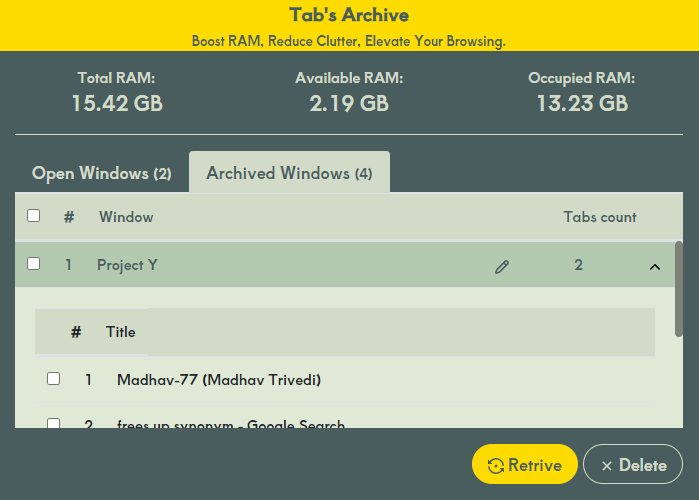 Tab's Archive
Boost RAM, Reduce Clutter, Elevate Your Browsing.
Total RAM: Available RAM: Occupied RAM:
15.42 GB 2.19 GB 13.23 GB
Open Windows (2) Archived Windows (4)
# Window Tabs count
1 Project Y 2
# Title
1 Madhav-77 (Madhav Trivedi)
2 frees up synonym - Google Search
Retrive × Delete